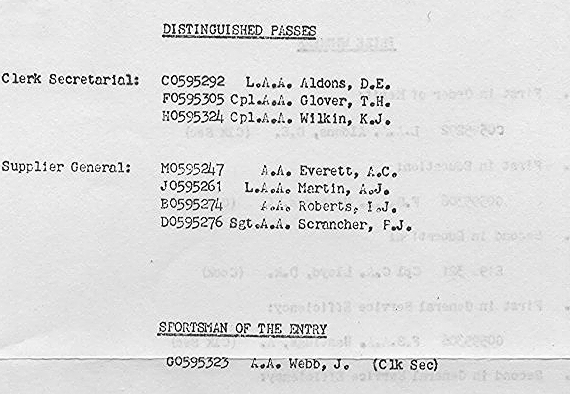 DISTINGUISHED PASSES
Clerk Secretarial: C0595292 L.A.A. Aldons, D.E.
F0595305 Cpl.A.A. Glover, T.H.
H0595324 Cpl.A.A. Wilkin, K.J.
Supplier General: M0595247 A.A. Everett, A.C.
J0595261 L.A.A. Martin, A.J.
B0595274 A.A. Roberts, I.J.
D0595276 Sgt.A.A. Scrancher, F.J.
SPORTSMAN OF THE ENTRY
G0595323 A.A. Webb, J. (Clk Sec)